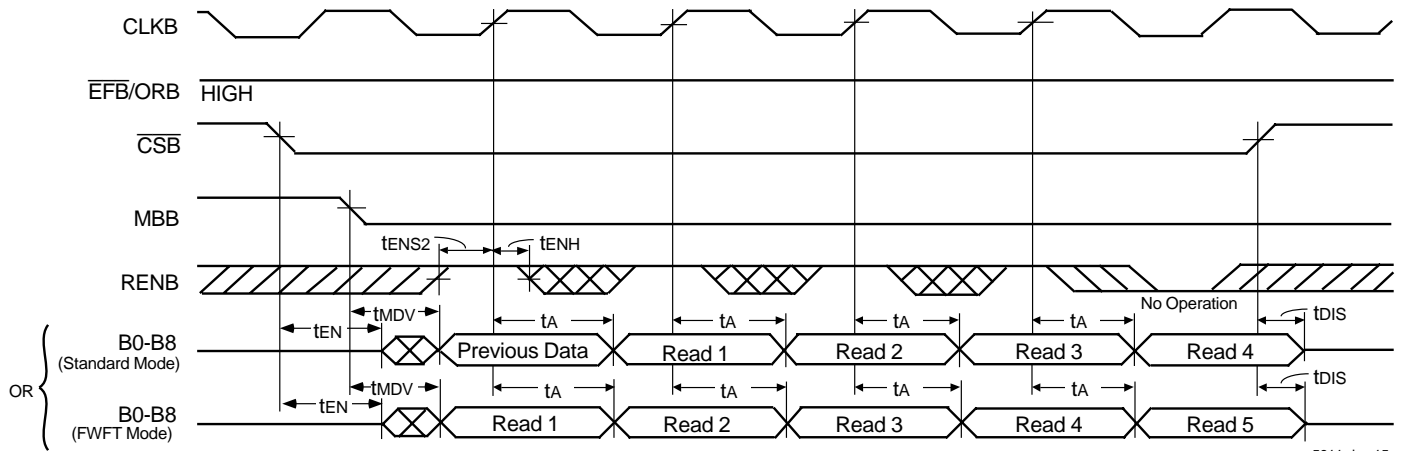 CLKB
EFB/ORB HIGH
CSB
MBB
tENS2 tENH
RENB
No Operation
tEN tMDV tA tA tA tA tDIS
B0-B8
(Standard Mode)
Previous Data Read 1 Read 2 Read 3 Read 4
OR
tEN tMDV tA tA tA tA tDIS
B0-B8
(FWFT Mode)
Read 1 Read 2 Read 3 Read 4 Read 5